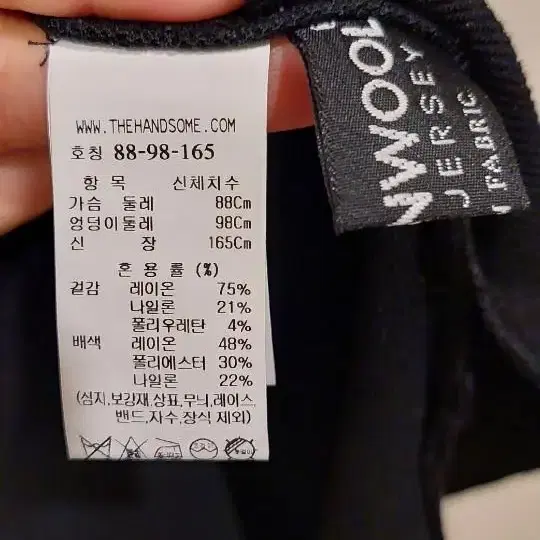 WWW.THEHANDSOME.COM
호칭 88-98-165
항 목 신체치수
가슴 둘레 88Cm
엉덩이둘레 98Cm
신 장 165Cm
혼 용 률 (%)
겉감 레이온 75%
나일론 21%
폴리우레탄 4%
배색 레이온 48%
폴리에스터 30%
나일론 22%
(심지,보강재,상표,무늬,레이스,
밴드,자수,장식 제외)
WOOL
JERSEY
FABRIC